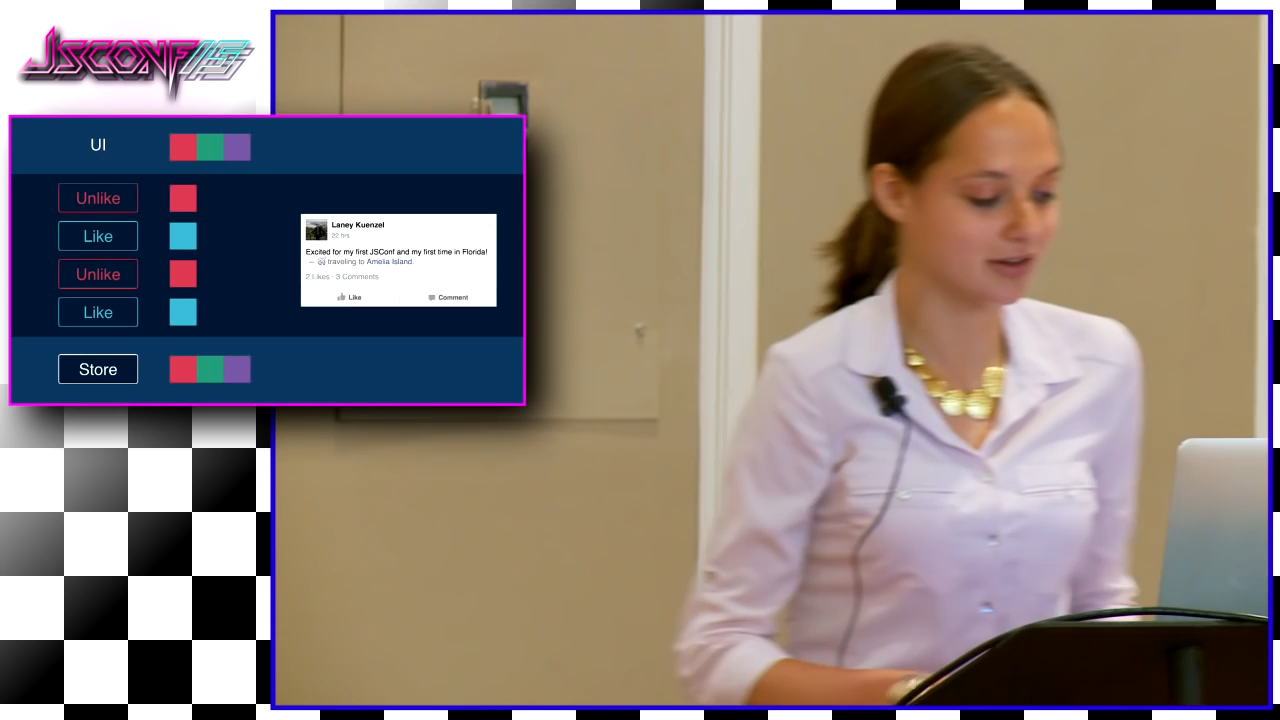 JSCONF15
UI
Unlike
Like
Unlike
Like
Store
Laney Kuenzel
22 hrs
Excited for my first JSConf and my first time in Florida!
— traveling to Amelia Island.
2 Likes · 3 Comments
Like Comment